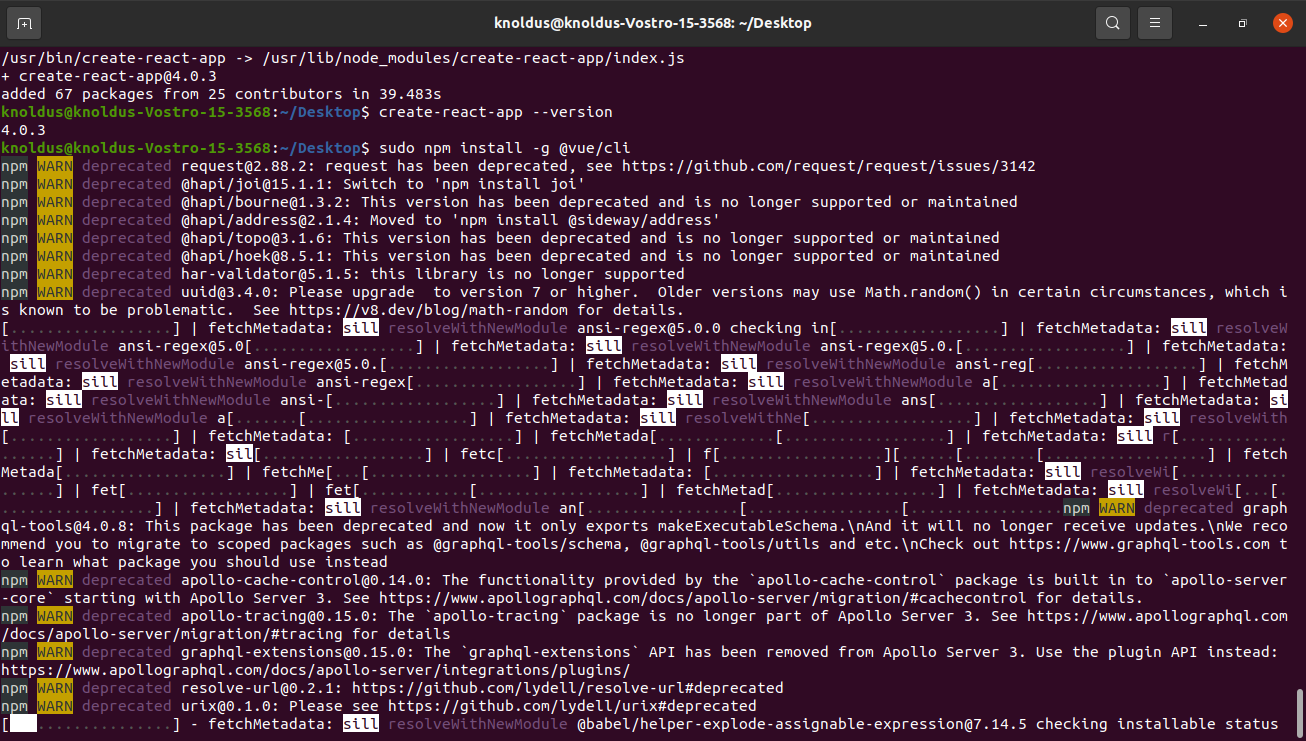 knoldus@knoldus-Vostro-15-3568: ~/Desktop
/usr/bin/create-react-app -> /usr/lib/node_modules/create-react-app/index.js
+ create-react-app@4.0.3
added 67 packages from 25 contributors in 39.483s
knoldus@knoldus-Vostro-15-3568:~/Desktop$ create-react-app --version
4.0.3
knoldus@knoldus-Vostro-15-3568:~/Desktop$ sudo npm install -g @vue/cli
npm WARN deprecated request@2.88.2: request has been deprecated, see https://github.com/request/request/issues/3142
npm WARN deprecated @hapi/joi@15.1.1: Switch to 'npm install joi'
npm WARN deprecated @hapi/bourne@1.3.2: This version has been deprecated and is no longer supported or maintained
npm WARN deprecated @hapi/address@2.1.4: Moved to 'npm install @sideway/address'
npm WARN deprecated @hapi/topo@3.1.6: This version has been deprecated and is no longer supported or maintained
npm WARN deprecated @hapi/hoek@8.5.1: This version has been deprecated and is no longer supported or maintained
npm WARN deprecated har-validator@5.1.5: this library is no longer supported
npm WARN deprecated uuid@3.4.0: Please upgrade  to version 7 or higher.  Older versions may use Math.random() in certain circumstances, which i
s known to be problematic.  See https://v8.dev/blog/math-random for details.
[..................] | fetchMetadata: sill resolveWithNewModule ansi-regex@5.0.0 checking in[..................] | fetchMetadata: sill resolveW
ithNewModule ansi-regex@5.0[..................] | fetchMetadata: sill resolveWithNewModule ansi-regex@5.0.[..................] | fetchMetadata:
 sill resolveWithNewModule ansi-regex@5.0.[..................] | fetchMetadata: sill resolveWithNewModule ansi-reg[..................] | fetchM
etadata: sill resolveWithNewModule ansi-regex[..................] | fetchMetadata: sill resolveWithNewModule a[..................] | fetchMetad
ata: sill resolveWithNewModule ansi-[..................] | fetchMetadata: sill resolveWithNewModule ans[..................] | fetchMetadata: si
ll resolveWithNewModule a[.......[..................] | fetchMetadata: sill resolveWithNe[..................] | fetchMetadata: sill resolveWith
[..................] | fetchMetadata: [..................] | fetchMetada[............[..................] | fetchMetadata: sill r[............
......] | fetchMetadata: sil[..................] | fetc[..................] | f[..................][......[........[..................] | fetch
Metada[..................] | fetchMe[...[..................] | fetchMetadata: [..................] | fetchMetadata: sill resolveWi[............
......] | fet[..................] | fet[............[..................] | fetchMetad[..................] | fetchMetadata: sill resolveWi[...[.
.................] | fetchMetadata: sill resolveWithNewModule an[.................[.................[.................npm WARN deprecated graph
ql-tools@4.0.8: This package has been deprecated and now it only exports makeExecutableSchema.\nAnd it will no longer receive updates.\nWe reco
mmend you to migrate to scoped packages such as @graphql-tools/schema, @graphql-tools/utils and etc.\nCheck out https://www.graphql-tools.com t
o learn what package you should use instead
npm WARN deprecated apollo-cache-control@0.14.0: The functionality provided by the `apollo-cache-control` package is built in to `apollo-server
-core` starting with Apollo Server 3. See https://www.apollographql.com/docs/apollo-server/migration/#cachecontrol for details.
npm WARN deprecated apollo-tracing@0.15.0: The `apollo-tracing` package is no longer part of Apollo Server 3. See https://www.apollographql.com
/docs/apollo-server/migration/#tracing for details
npm WARN deprecated graphql-extensions@0.15.0: The `graphql-extensions` API has been removed from Apollo Server 3. Use the plugin API instead:
https://www.apollographql.com/docs/apollo-server/integrations/plugins/
npm WARN deprecated resolve-url@0.2.1: https://github.com/lydell/resolve-url#deprecated
npm WARN deprecated urix@0.1.0: Please see https://github.com/lydell/urix#deprecated
[   ...............] - fetchMetadata: sill resolveWithNewModule @babel/helper-explode-assignable-expression@7.14.5 checking installable status